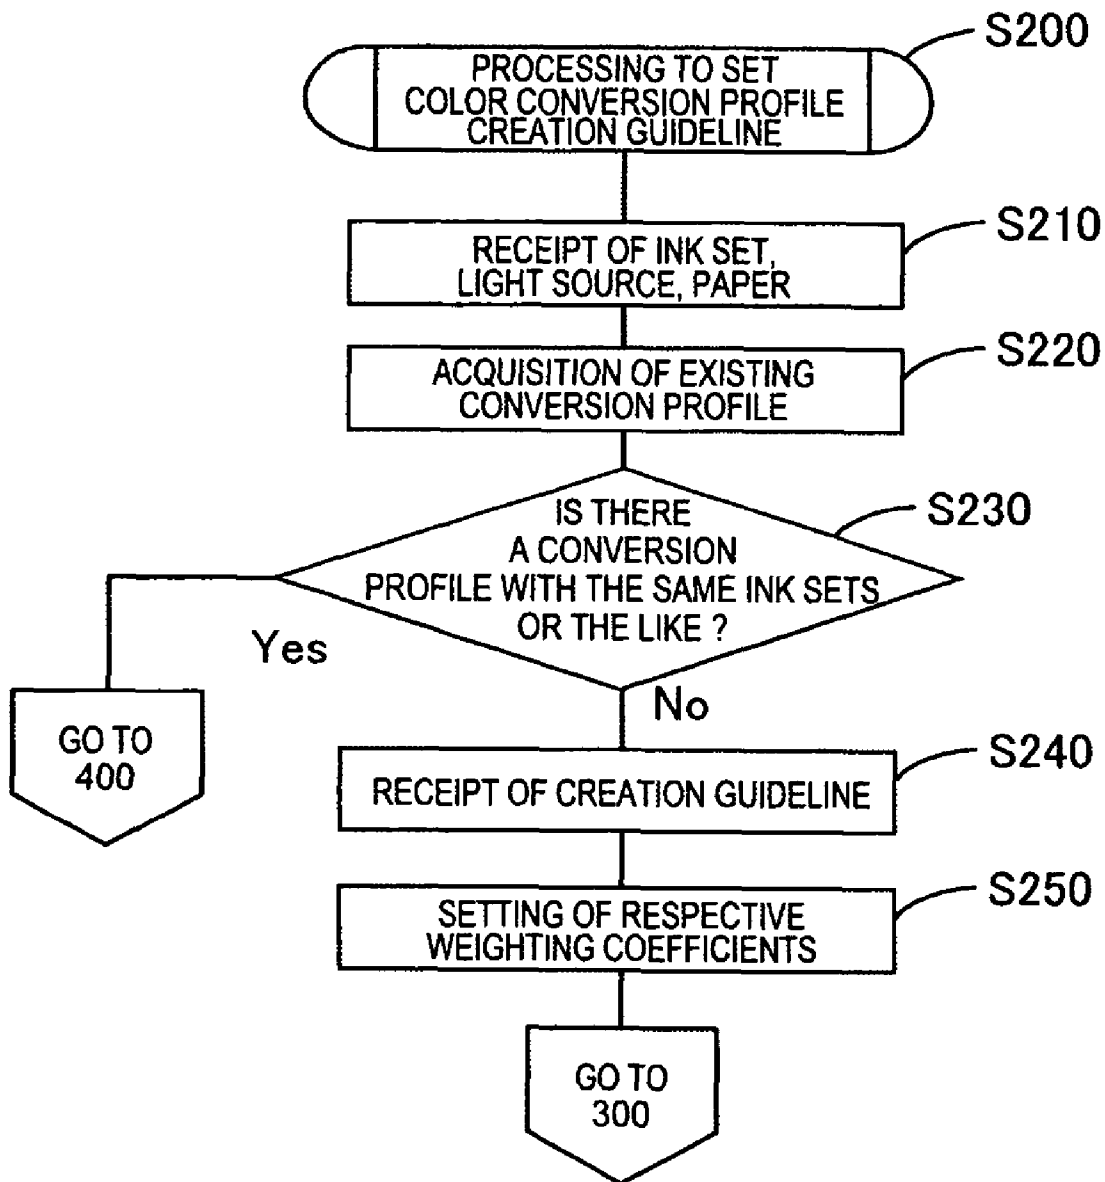 S200
PROCESSING TO SET
COLOR CONVERSION PROFILE
CREATION GUIDELINE
S210
RECEIPT OF INK SET,
LIGHT SOURCE, PAPER
S220
ACQUISITION OF EXISTING
CONVERSION PROFILE
S230
IS THERE
A CONVERSION
PROFILE WITH THE SAME INK SETS
OR THE LIKE ?
Yes
No
GO TO
400
S240
RECEIPT OF CREATION GUIDELINE
S250
SETTING OF RESPECTIVE
WEIGHTING COEFFICIENTS
GO TO
300